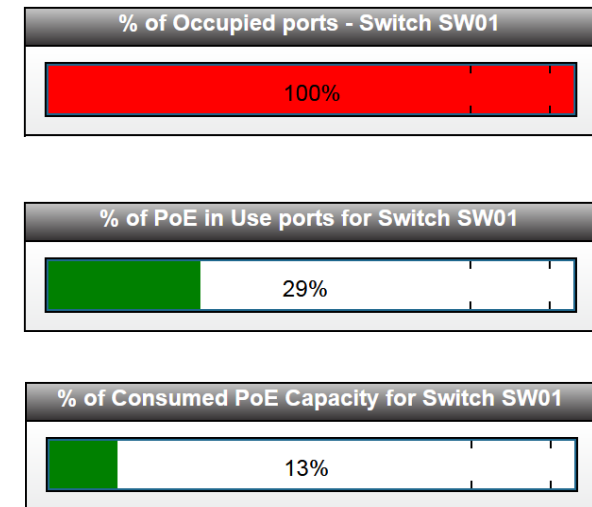 % of Occupied ports - Switch SW01
100%
% of PoE in Use ports for Switch SW01
29%
% of Consumed PoE Capacity for Switch SW01
13%